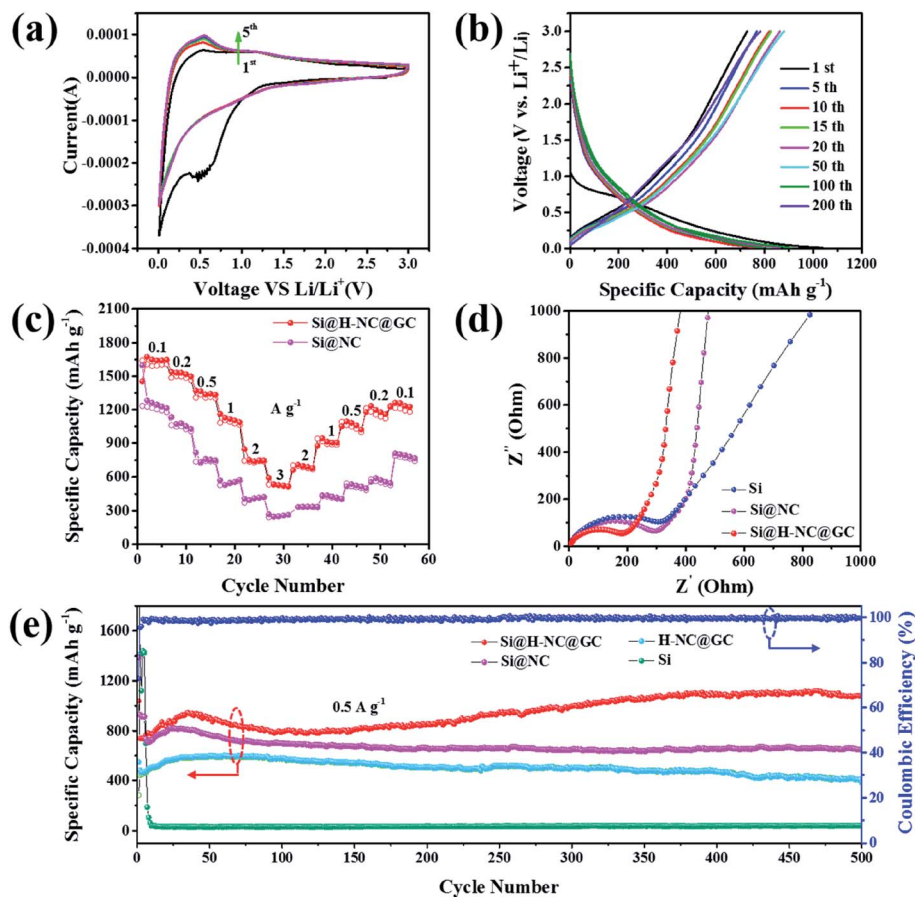 (a)
0.0001
0.0000
-0.0001
-0.0002
-0.0003
-0.0004
Current(A)
5th
1st
0.0 0.5 1.0 1.5 2.0 2.5 3.0
Voltage VS Li/Li+(V)
(b)
3.0
2.5
2.0
1.5
1.0
0.5
0.0
Voltage (V vs. Li+/Li)
1 st
5 th
10 th
15 th
20 th
50 th
100 th
200 th
0 200 400 600 800 1000 1200
Specific Capacity (mAh g-1)
(c)
2100
1800
1500
1200
900
600
300
0
Specific Capacity (mAh g-1)
Si@H-NC@GC
Si@NC
0.1
0.2
0.5
1
A g-1
2
3
2
1
0.5
0.2
0.1
0 10 20 30 40 50 60
Cycle Number
(d)
1000
800
600
400
200
0
Z'' (Ohm)
Si
Si@NC
Si@H-NC@GC
0 200 400 600 800 1000
Z' (Ohm)
(e)
1600
1200
800
400
0
Specific Capacity (mAh g-1)
Si@H-NC@GC
H-NC@GC
Si@NC
Si
0.5 A g-1
100
80
60
40
20
0
Coulombic Efficiency (%)
0 50 100 150 200 250 300 350 400 450 500
Cycle Number